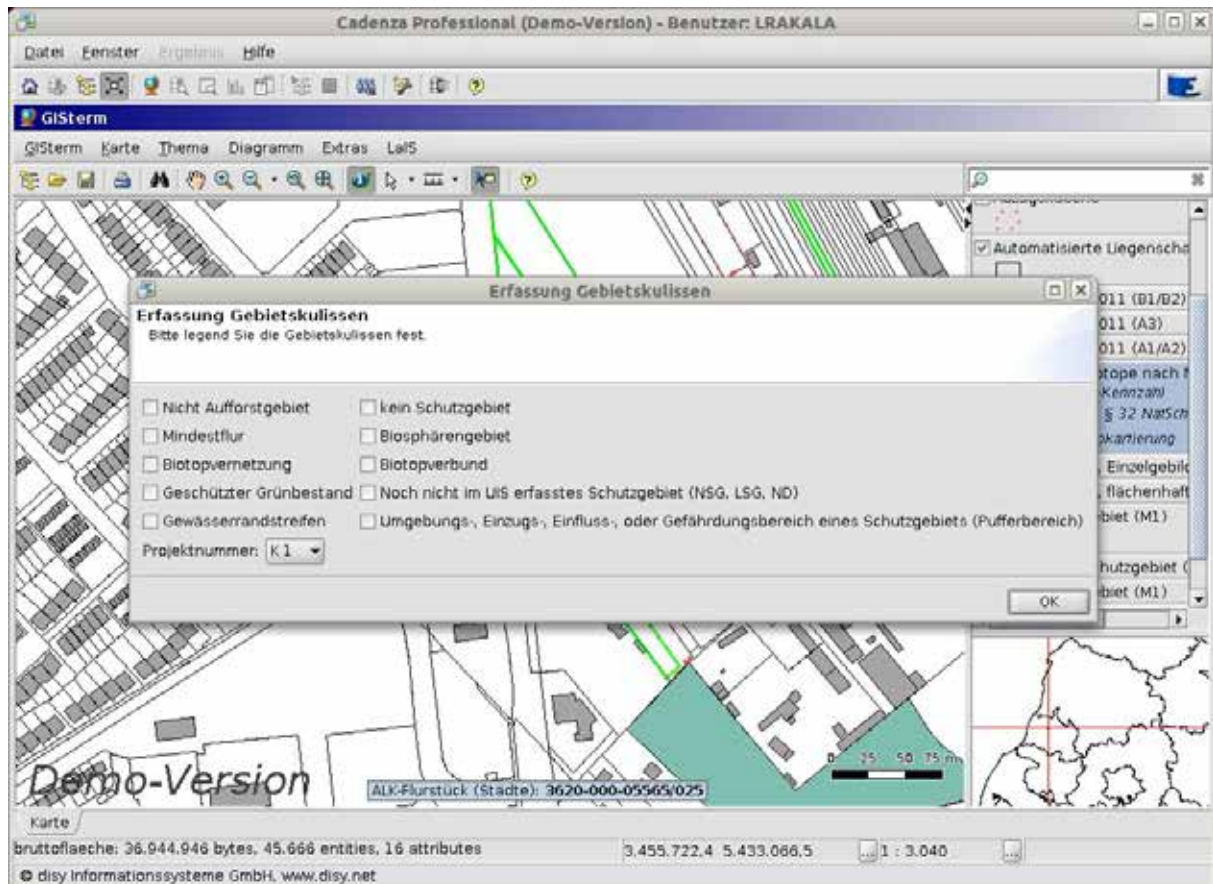 Cadenza Professional (Demo-Version) - Benutzer: LRAKALA
Datei Fenster Ergebnis Hilfe
GISterm
GISterm Karte Thema Diagramm Extras LaIS
Automatisierte Liegenscha
Erfassung Gebietskulissen
Erfassung Gebietskulissen
Bitte legend Sie die Gebietskulissen fest.
011 (B1/B2)
011 (A3)
011 (A1/A2)
tope nach
-Kennzahl
§ 32 NatSch
okartierung
, Einzelgebild
, flächenhaft
biet (M1)
hutzgebiet (
biet (M1)
Nicht Aufforstgebiet kein Schutzgebiet
Mindestflur Biosphärengebiet
Biotopvernetzung Biotopverbund
Geschützter Grünbestand Noch nicht im UIS erfasstes Schutzgebiet (NSG, LSG, ND)
Gewässerrandstreifen Umgebungs-, Einzugs-, Einfluss-, oder Gefährdungsbereich eines Schutzgebiets (Pufferbereich)
Projektnummer: K 1
OK
0 25 50 75 m
Demo-Version
ALK-Flurstück (Städte): 3620-000-05565/025
Karte
bruttoflaeche: 36.944.946 bytes, 45.666 entities, 16 attributes 3.455.722,4 5.433.066,5 ... 1 : 3.040 ...
© disy Informationssysteme GmbH, www.disy.net